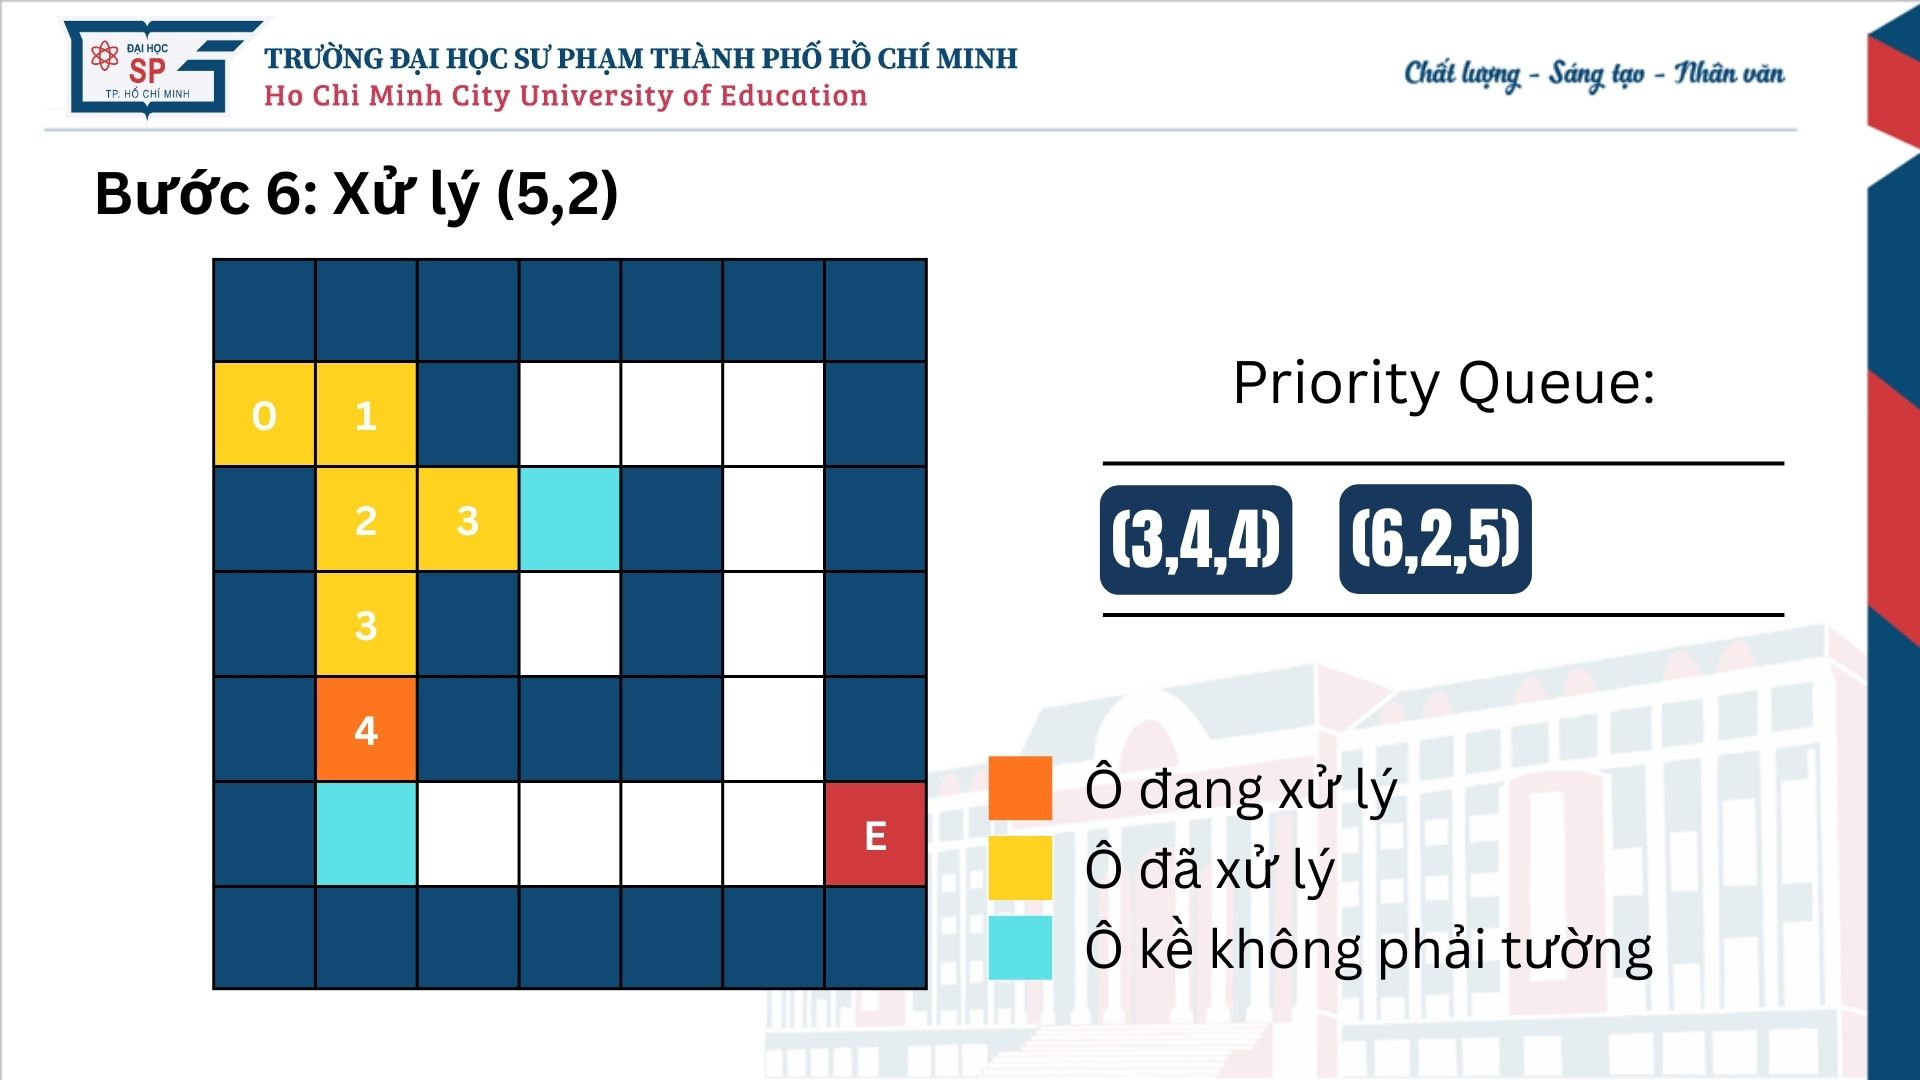 ĐẠI HỌC
SP
TP. HỒ CHÍ MINH
TRƯỜNG ĐẠI HỌC SƯ PHẠM THÀNH PHỐ HỒ CHÍ MINH
Ho Chi Minh City University of Education
Chất lượng - Sáng tạo - Nhân văn
Bước 6: Xử lý (5,2)
0 1
2 3
3
4
E
Priority Queue:
(3,4,4) (6,2,5)
Ô đang xử lý
Ô đã xử lý
Ô kề không phải tường